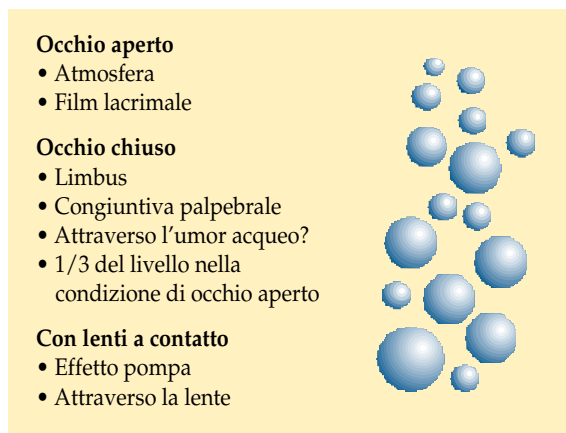 Occhio aperto
• Atmosfera
• Film lacrimale
Occhio chiuso
• Limbus
• Congiuntiva palpebrale
• Attraverso l'umor acqueo?
• 1/3 del livello nella
condizione di occhio aperto
Con lenti a contatto
• Effetto pompa
• Attraverso la lente